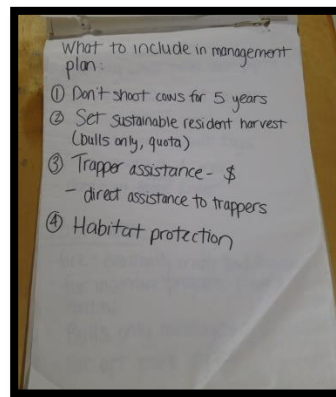 What to include in management
plan:
① Don't shoot cows for 5 years
② Set sustainable resident harvest
(bulls only, quota)
③ Trapper assistance - $
- direct assistance to trappers
④ Habitat protection